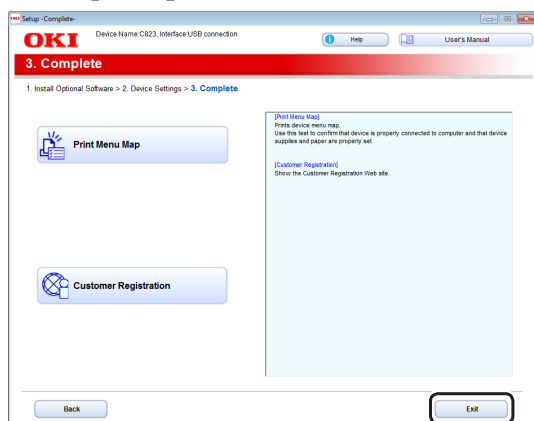 OKI Setup -Complete-
OKI
Device Name:C823, Interface:USB connection
Help
User's Manual
3. Complete
1. Install Optional Software > 2. Device Settings > 3. Complete
Print Menu Map
[Print Menu Map]
Prints device menu map.
Use this test to confirm that device is properly connected to computer and that device
supplies and paper are properly set.
[Customer Registration]
Show the Customer Registration Web site.
Customer Registration
Back
Exit